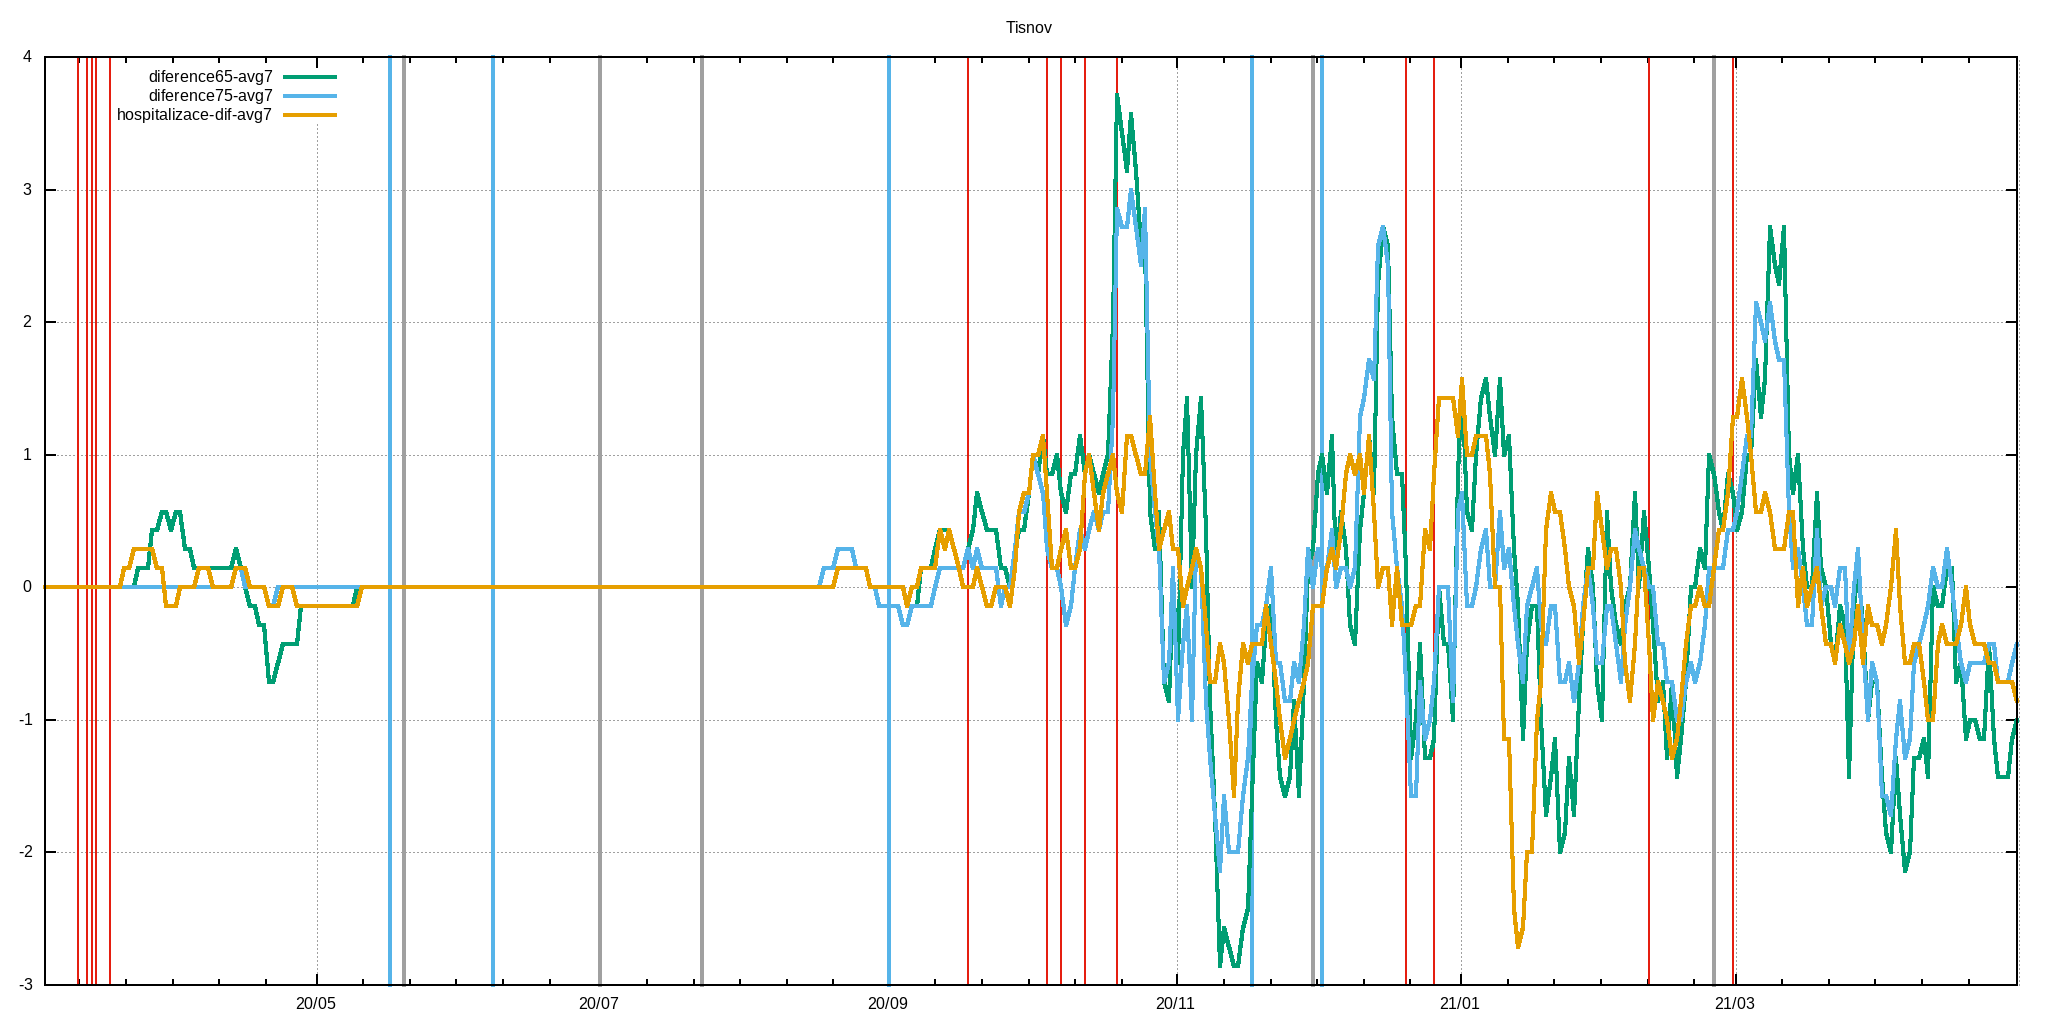 Tisnov
4
diference65-avg7
diference75-avg7
hospitalizace-dif-avg7
3
2
1
0
-1
-2
-3
20/05 20/07 20/09 20/11 21/01 21/03